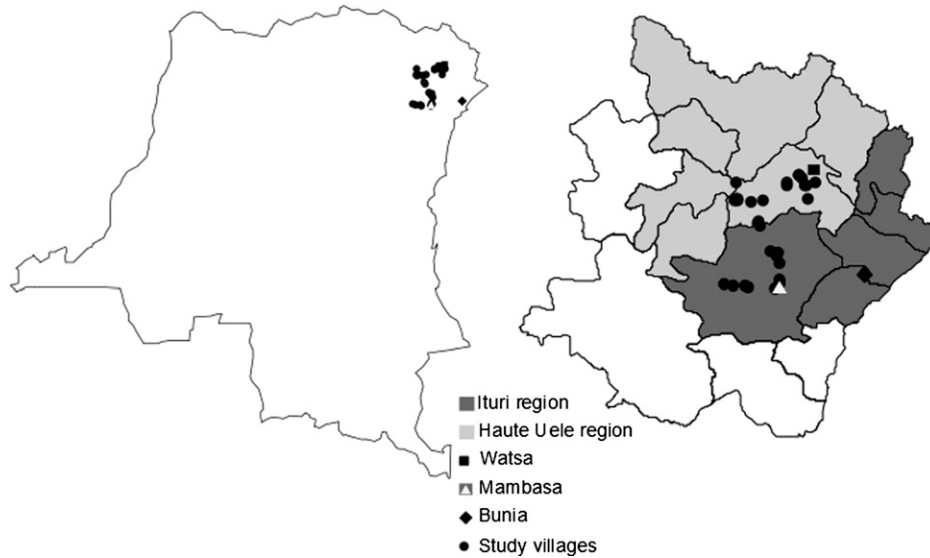 Ituri region
Haute Uele region
Watsa
Mambasa
Bunia
Study villages